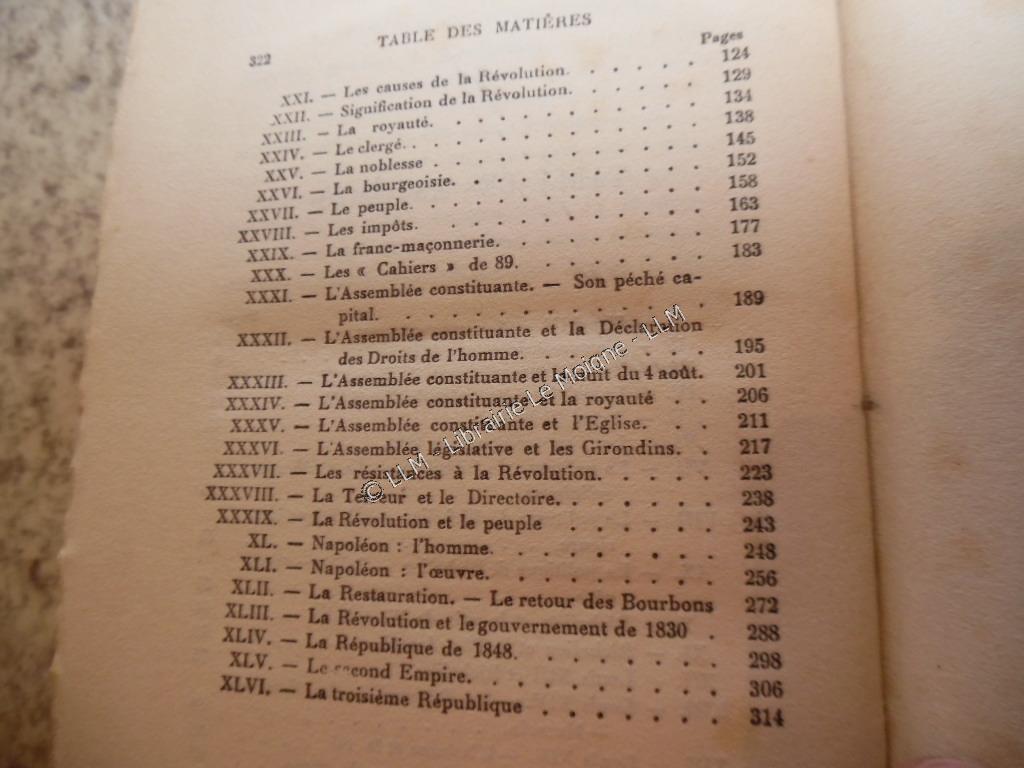 322
TABLE DES MATIÈRES
Pages
XXI. — Les causes de la Révolution. . . . . . 124
XXII. — Signification de la Révolution. . . . . . 129
XXIII. — La royauté. . . . . . . . . . . 134
XXIV. — Le clergé. . . . . . . . . . . . 138
XXV. — La noblesse . . . . . . . . . . . 145
XXVI. — La bourgeoisie. . . . . . . . . . 152
XXVII. — Le peuple. . . . . . . . . . . . 158
XXVIII. — Les impôts. . . . . . . . . . . 163
XXIX. — La franc-maçonnerie. . . . . . . . 177
XXX. — Les « Cahiers » de 89. . . . . . . . 183
XXXI. — L'Assemblée constituante. — Son péché ca-
pital. . . . . . . . . . . . . 189
XXXII. — L'Assemblée constituante et la Déclaration
des Droits de l'homme. . . . . . . . 195
XXXIII. — L'Assemblée constituante et la nuit du 4 août. 201
XXXIV. — L'Assemblée constituante et la royauté . . 206
XXXV. — L'Assemblée constituante et l'Eglise. . . 211
XXXVI. — L'Assemblée législative et les Girondins. . 217
XXXVII. — Les résistances à la Révolution. . . . . 223
XXXVIII. — La Terreur et le Directoire. . . . . . 238
XXXIX. — La Révolution et le peuple . . . . . . 243
XL. — Napoléon : l'homme. . . . . . . . . 248
XLI. — Napoléon : l'œuvre. . . . . . . . . 256
XLII. — La Restauration. — Le retour des Bourbons 272
XLIII. — La Révolution et le gouvernement de 1830 . 288
XLIV. — La République de 1848. . . . . . . . 298
XLV. — Le second Empire. . . . . . . . . . 306
XLVI. — La troisième République . . . . . . . 314
© LLM - Librairie Le Moigne - LLM